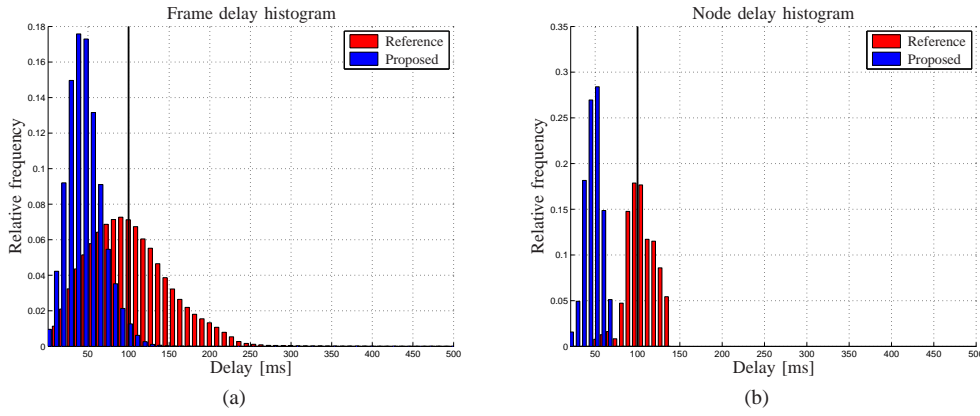 Frame delay histogram
0.18
0.16
0.14
0.12
0.1
0.08
0.06
0.04
0.02
0
Relative frequency
Reference
Proposed
50 100 150 200 250 300 350 400 450 500
Delay [ms]
(a)
Node delay histogram
0.35
0.3
0.25
0.2
0.15
0.1
0.05
0
Relative frequency
Reference
Proposed
50 100 150 200 250 300 350 400 450 500
Delay [ms]
(b)